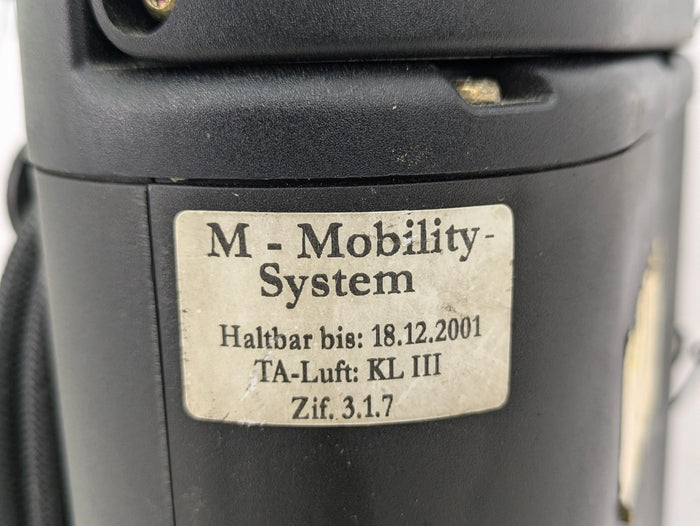 M - Mobility-
System
Haltbar bis: 18.12.2001
TA-Luft: KL III
Zif. 3.1.7